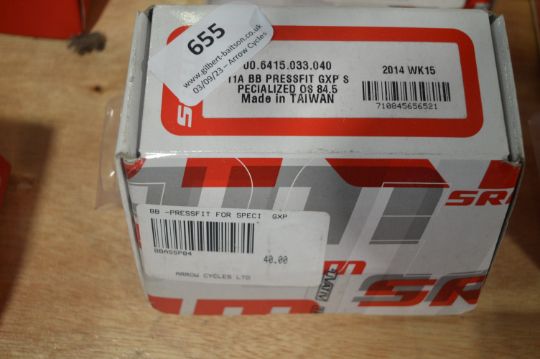 655
www.gilbert-baitson.co.uk
03/09/23 - Arrow Cycles
00.6415.033.040
11A BB PRESSFIT GXP S
PECIALIZED OS 84.5
Made in TAIWAN
2014 WK15
710845656521
SR
BB -PRESSFIT FOR SPECI GXP
BBASSP04
40.00
ARROW CYCLES LTD
SR